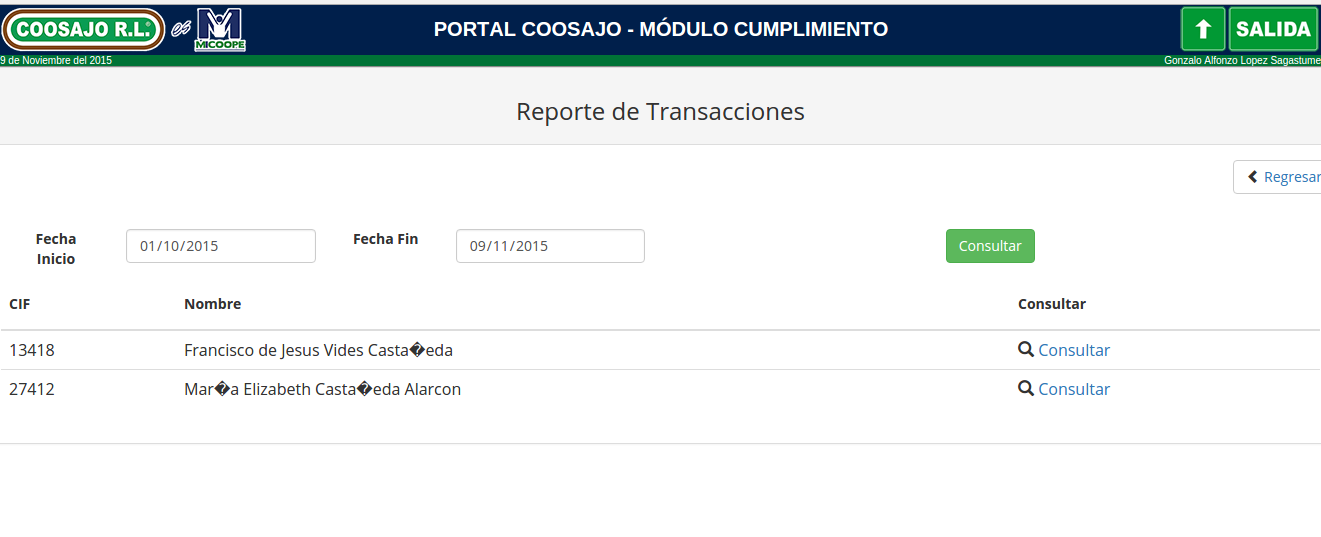 COOSAJO R.L. es MICOOPE
PORTAL COOSAJO - MÓDULO CUMPLIMIENTO
SALIDA
9 de Noviembre del 2015
Gonzalo Alfonzo Lopez Sagastume
Reporte de Transacciones
Regresar
Fecha Inicio
01/10/2015
Fecha Fin
09/11/2015
Consultar
CIF Nombre Consultar
13418 Francisco de Jesus Vides Casta�eda Consultar
27412 Mar�a Elizabeth Casta�eda Alarcon Consultar